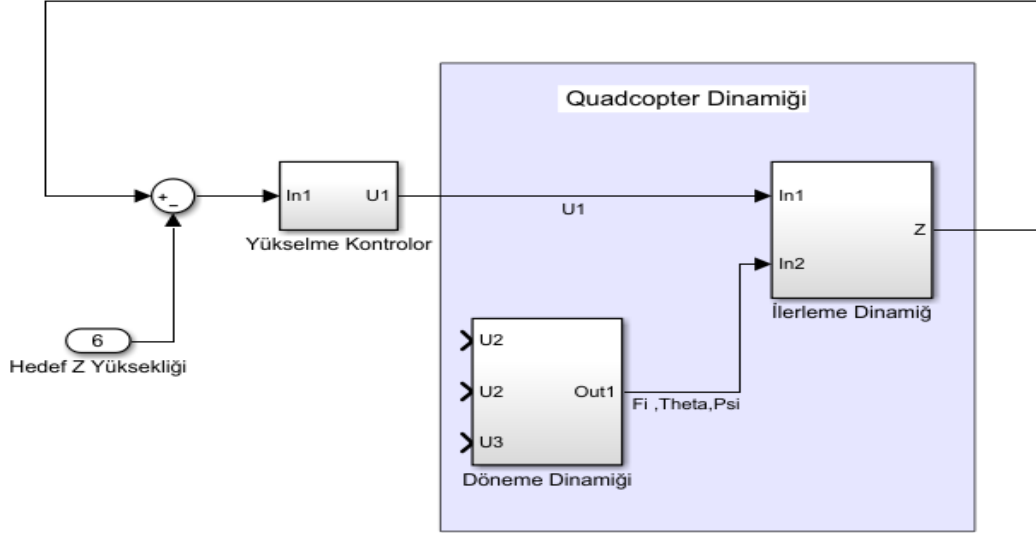 Quadcopter Dinamiği
+
−
In1
U1
Yükselme Kontrolor
U1
In1
In2
Z
İlerleme Dinamiğ
6
Hedef Z Yüksekliği
U2
U2
U3
Out1
Fi ,Theta,Psi
Döneme Dinamiği